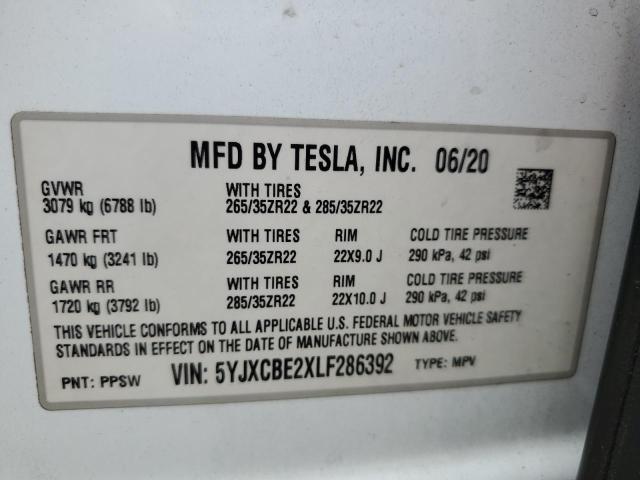 MFD BY TESLA, INC. 06/20
GVWR WITH TIRES
3079 kg (6788 lb) 265/35ZR22 & 285/35ZR22
GAWR FRT WITH TIRES RIM COLD TIRE PRESSURE
1470 kg (3241 lb) 265/35ZR22 22X9.0 J 290 kPa, 42 psi
GAWR RR WITH TIRES RIM COLD TIRE PRESSURE
1720 kg (3792 lb) 285/35ZR22 22X10.0 J 290 kPa, 42 psi
THIS VEHICLE CONFORMS TO ALL APPLICABLE U.S. FEDERAL MOTOR VEHICLE SAFETY
STANDARDS IN EFFECT ON THE DATE OF MANUFACTURE SHOWN ABOVE.
PNT: PPSW VIN: 5YJXCBE2XLF286392 TYPE: MPV